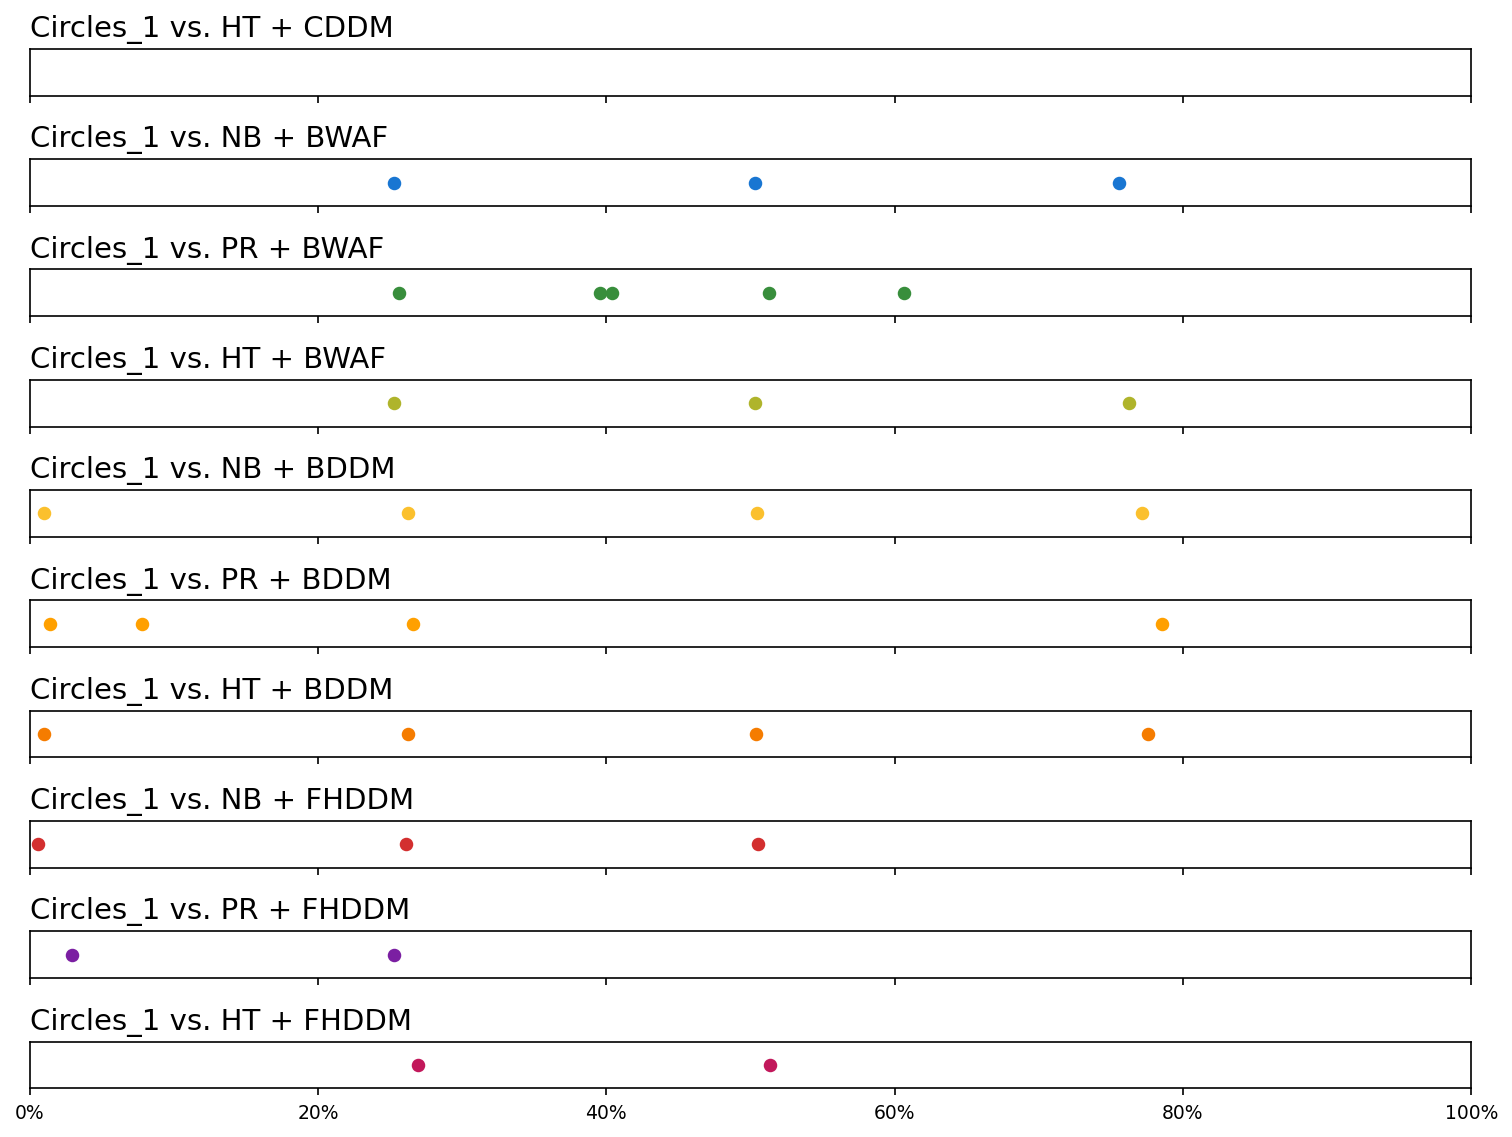 Circles_1 vs. HT + CDDM
Circles_1 vs. NB + BWAF
Circles_1 vs. PR + BWAF
Circles_1 vs. HT + BWAF
Circles_1 vs. NB + BDDM
Circles_1 vs. PR + BDDM
Circles_1 vs. HT + BDDM
Circles_1 vs. NB + FHDDM
Circles_1 vs. PR + FHDDM
Circles_1 vs. HT + FHDDM
0% 20% 40% 60% 80% 100%